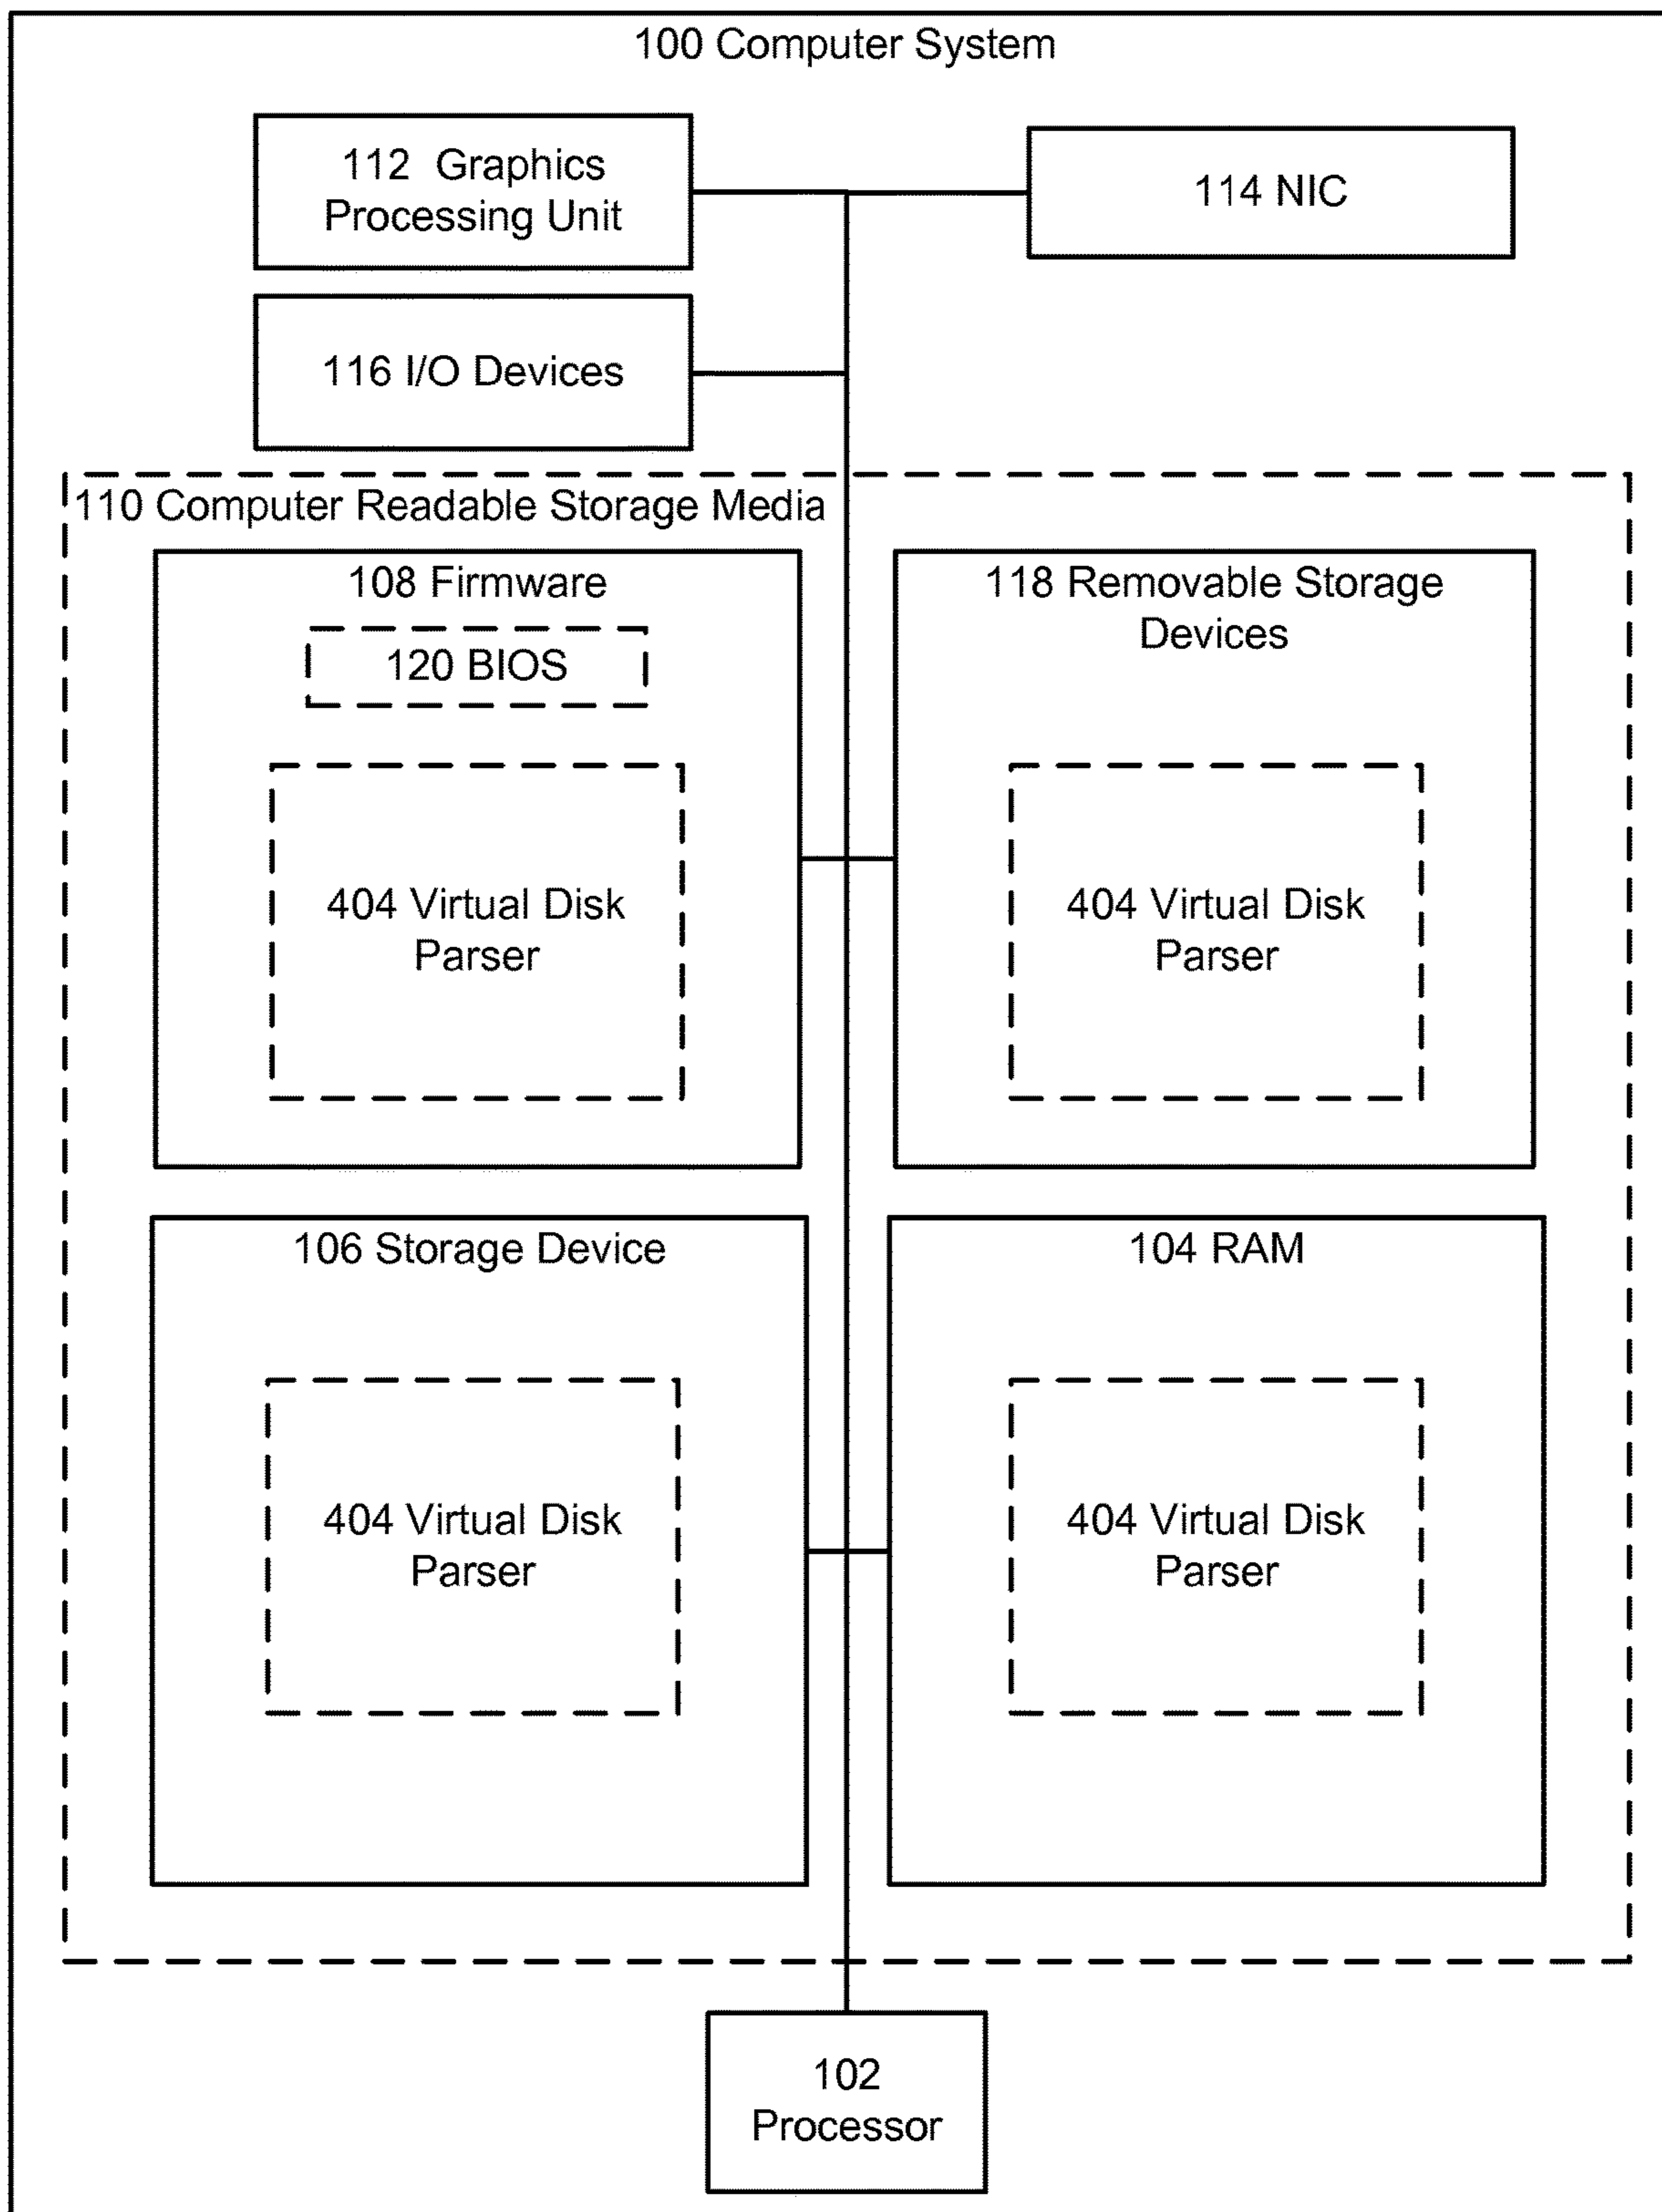 100 Computer System
112 Graphics
Processing Unit
114 NIC
116 I/O Devices
110 Computer Readable Storage Media
108 Firmware
120 BIOS
404 Virtual Disk
Parser
118 Removable Storage
Devices
404 Virtual Disk
Parser
106 Storage Device
404 Virtual Disk
Parser
104 RAM
404 Virtual Disk
Parser
102
Processor